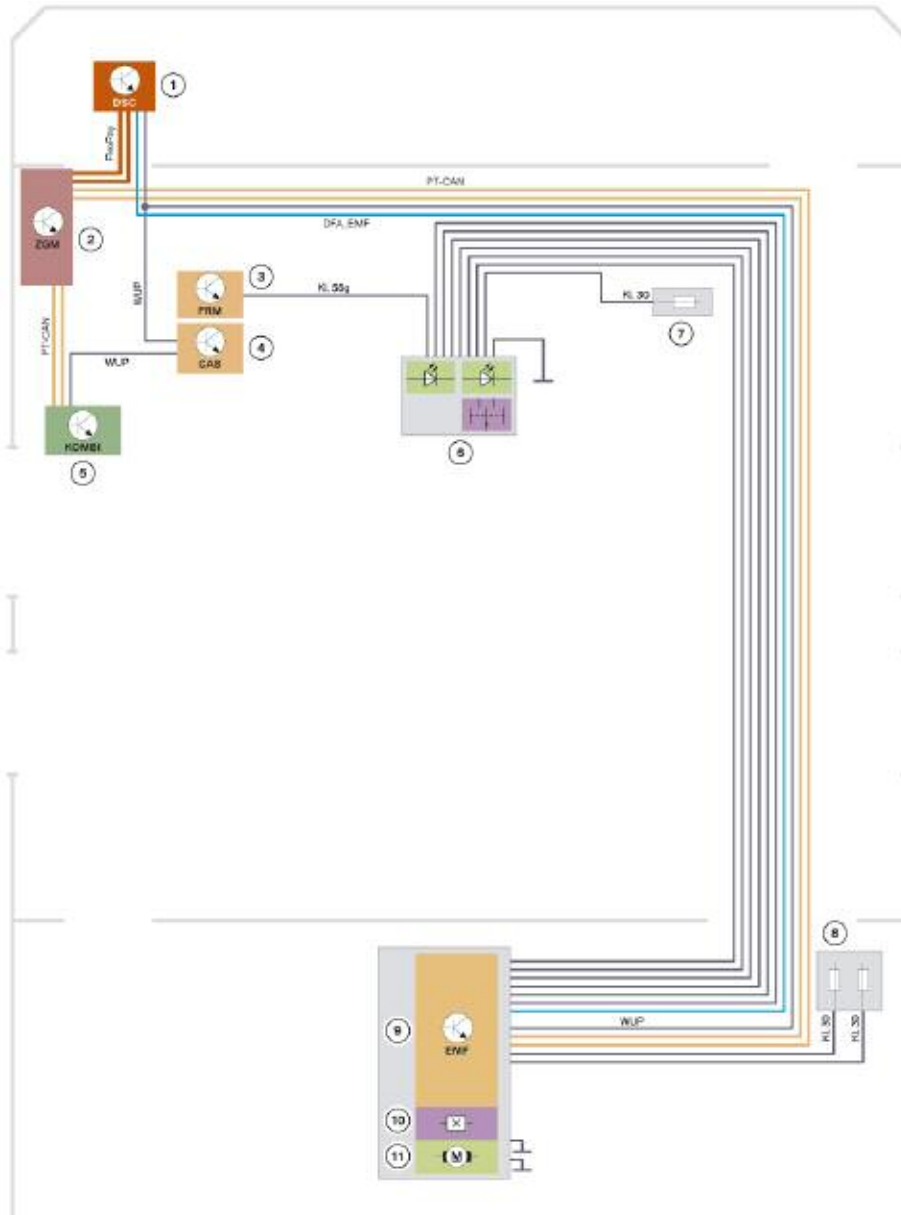 DSC
1
FlexRay
PT-CAN
ZGM
2
DFA_EMF
WUP
3
Kl. 58g
FRM
Kl. 30
7
4
CAS
PT-CAN
WUP
KOMBI
5
6
8
9
EMF
WUP
Kl. 30
Kl. 30
10
11
M